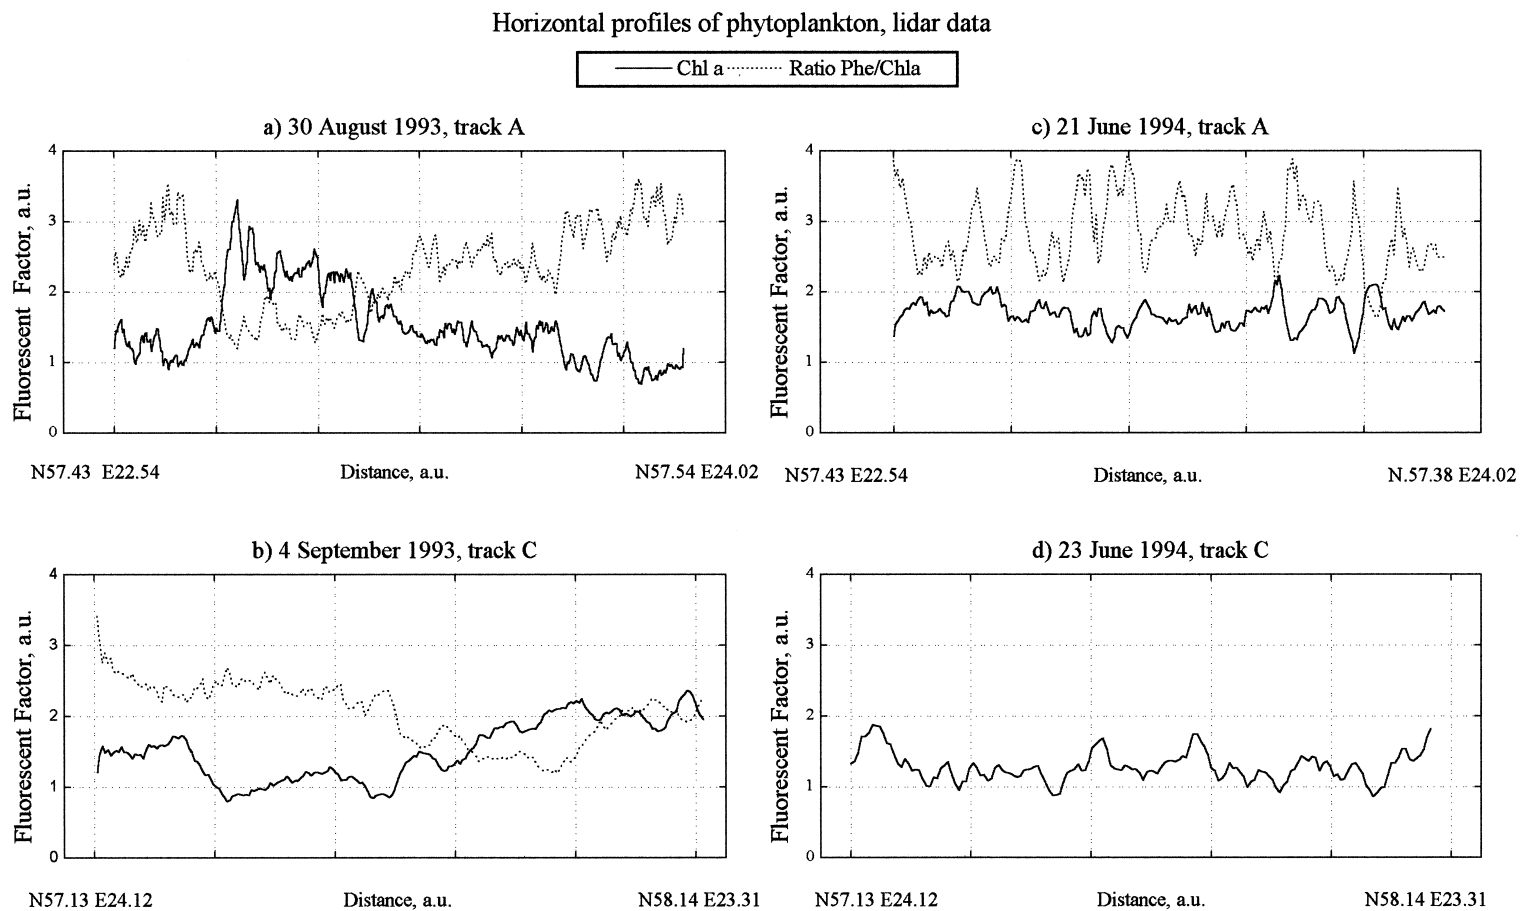 Horizontal profiles of phytoplankton, lidar data
Chl a Ratio Phe/Chla
a) 30 August 1993, track A
Fluorescent Factor, a.u.
4
3
2
1
0
N57.43 E22.54 Distance, a.u. N57.54 E24.02
c) 21 June 1994, track A
Fluorescent Factor, a.u.
4
3
2
1
0
N57.43 E22.54 Distance, a.u. N.57.38 E24.02
b) 4 September 1993, track C
Fluorescent Factor, a.u.
4
3
2
1
0
N57.13 E24.12 Distance, a.u. N58.14 E23.31
d) 23 June 1994, track C
Fluorescent Factor, a.u.
4
3
2
1
0
N57.13 E24.12 Distance, a.u. N58.14 E23.31